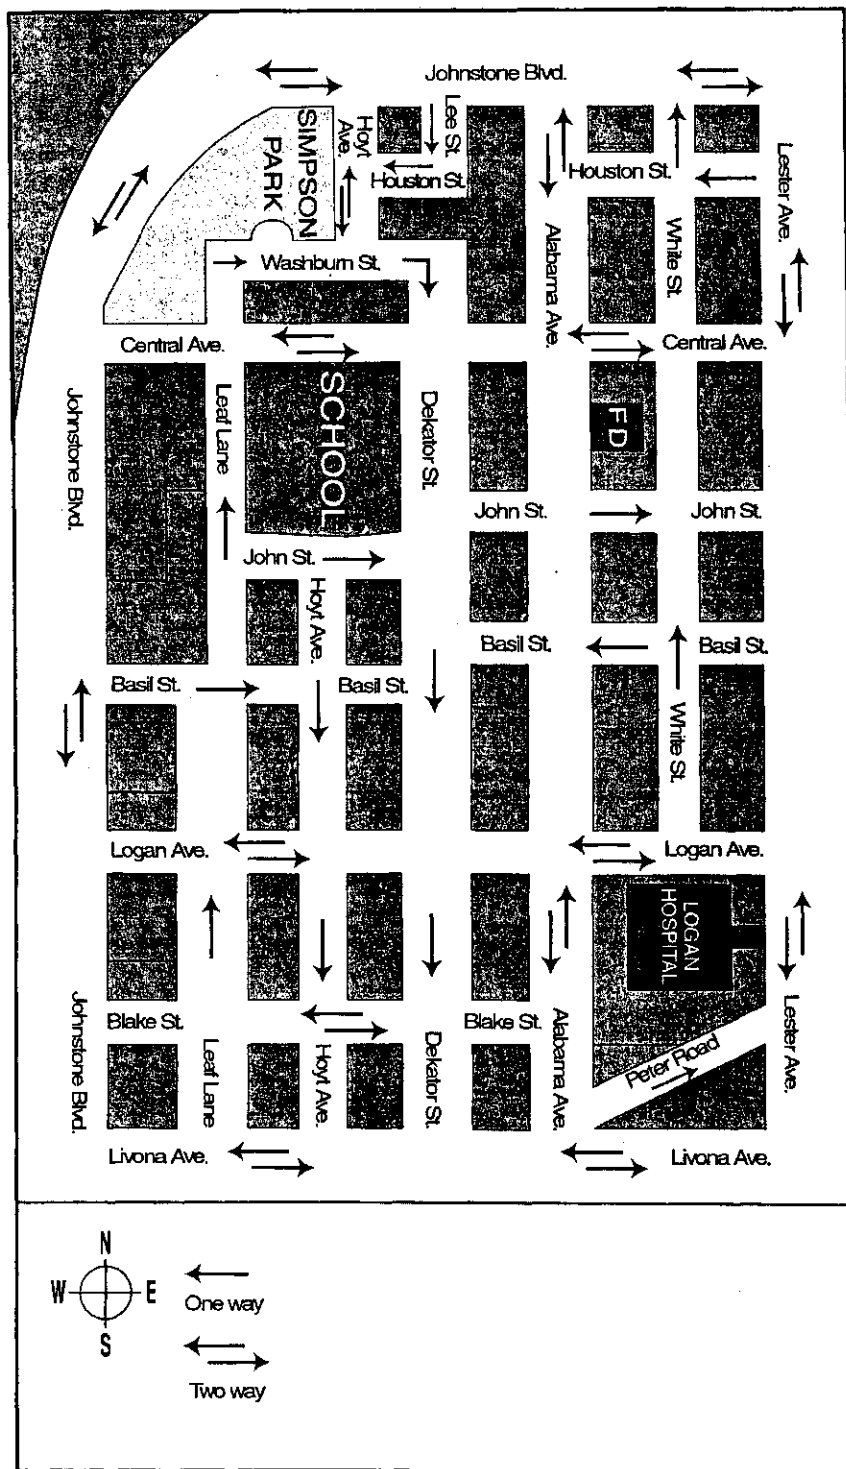 Johnstone Blvd.
Lee St.
Hoyt
Ave.
SIMPSON
PARK
Houston St.
Houston St.
Lester Ave.
Alabama Ave.
White St.
Washburn St.
Central Ave.
Central Ave.
Johnstone Blvd.
Leaf Lane
SCHOOL
Dekator St.
FD
John St.
John St.
John St.
Hoyt Ave.
Basil St.
Basil St.
Basil St.
Basil St.
White St.
Logan Ave.
Logan Ave.
LOGAN
HOSPITAL
Blake St.
Blake St.
Johnstone Blvd.
Leaf Lane
Hoyt Ave.
Dekator St.
Alabama Ave.
Peter Road
Lester Ave.
Livona Ave.
Livona Ave.
N
W E
S
One way
Two way